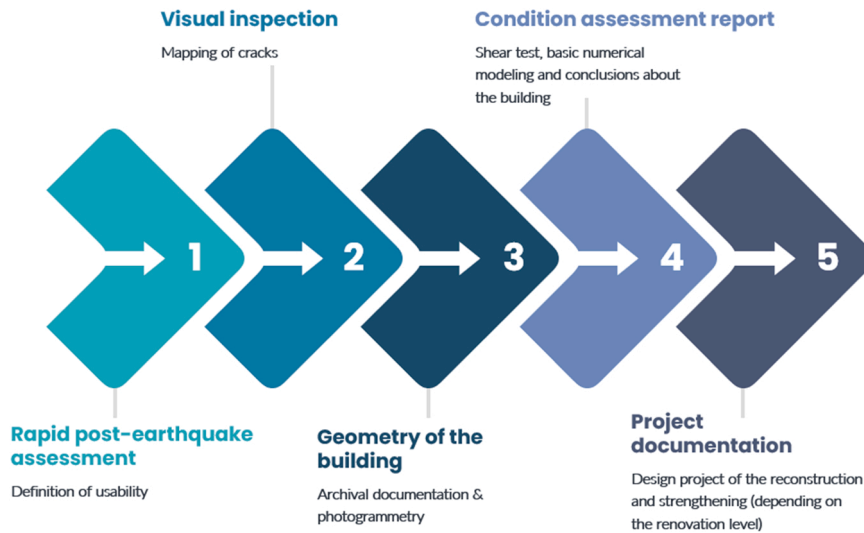 Visual inspection
Mapping of cracks
Condition assessment report
Shear test, basic numerical
modeling and conclusions about
the building
1
2
3
4
5
Rapid post-earthquake
assessment
Definition of usability
Geometry of the
building
Archival documentation &
photogrammetry
Project
documentation
Design project of the reconstruction
and strengthening (depending on
the renovation level)